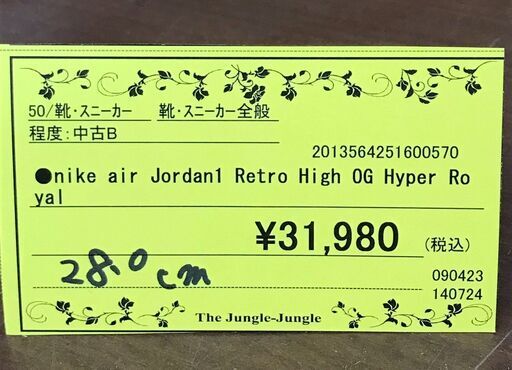 50/靴・スニーカー 靴・スニーカー全般
程度:中古B
2013564251600570
●nike air Jordan1 Retro High OG Hyper Ro
yal
¥31,980 (税込)
28.0cm
090423
140724
The Jungle-Jungle